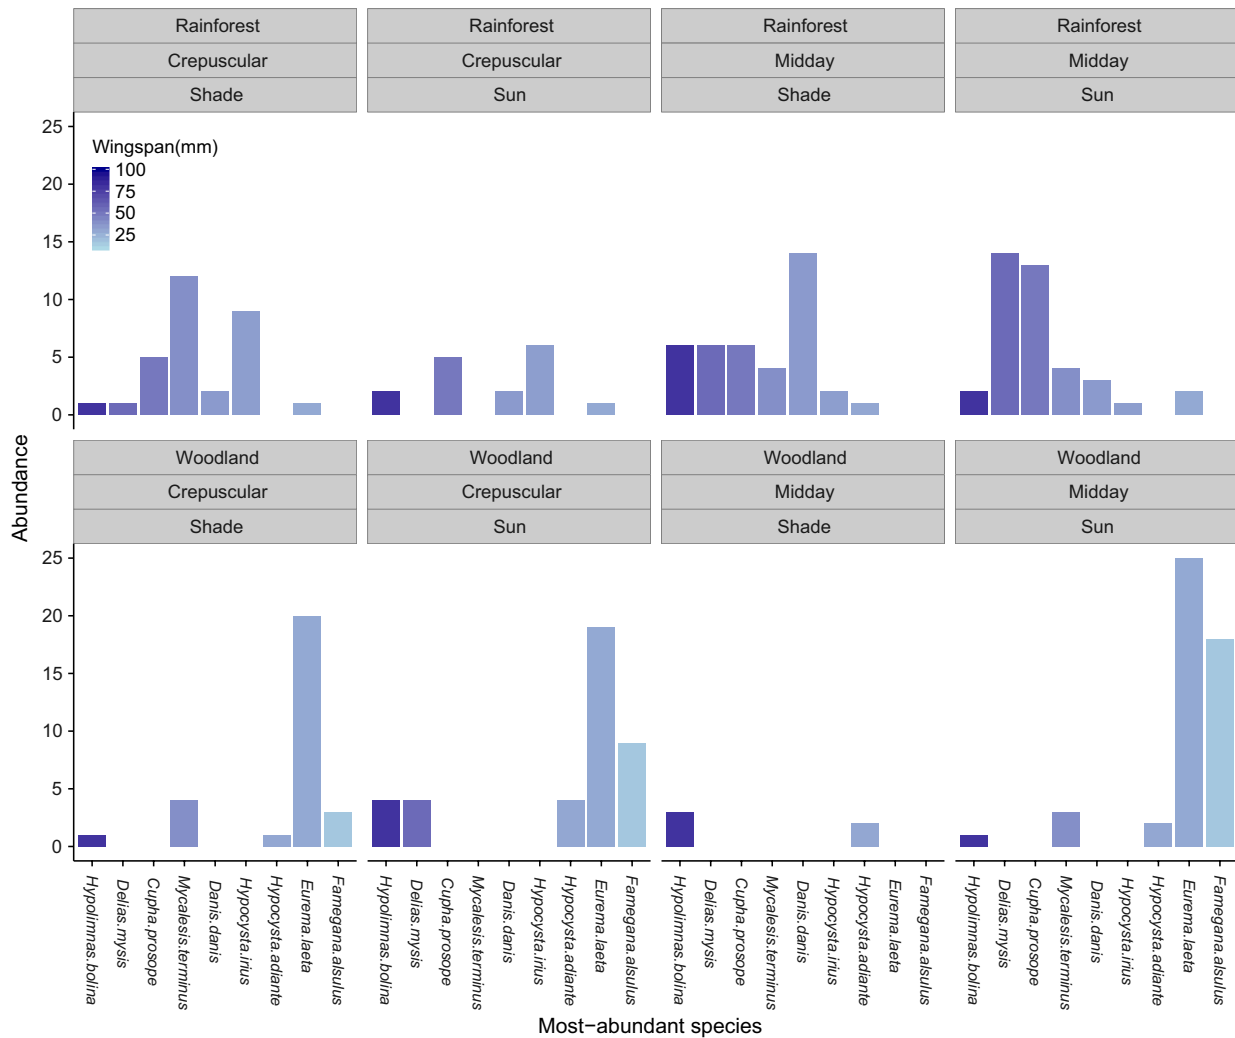 Rainforest Rainforest Rainforest Rainforest
Crepuscular Crepuscular Midday Midday
Shade Sun Shade Sun
25
Wingspan(mm)
100
75
50
25
20
15
10
5
0
Abundance
Woodland Woodland Woodland Woodland
Crepuscular Crepuscular Midday Midday
Shade Sun Shade Sun
25
20
15
10
5
0
Hypolimnas.bolina
Delias.mysis
Cupha.prosope
Mycalesis.terminus
Danis.danis
Hypocysta.irius
Hypocysta.adiante
Eurema.laeta
Famegana.alsulus
Hypolimnas.bolina
Delias.mysis
Cupha.prosope
Mycalesis.terminus
Danis.danis
Hypocysta.irius
Hypocysta.adiante
Eurema.laeta
Famegana.alsulus
Hypolimnas.bolina
Delias.mysis
Cupha.prosope
Mycalesis.terminus
Danis.danis
Hypocysta.irius
Hypocysta.adiante
Eurema.laeta
Famegana.alsulus
Hypolimnas.bolina
Delias.mysis
Cupha.prosope
Mycalesis.terminus
Danis.danis
Hypocysta.irius
Hypocysta.adiante
Eurema.laeta
Famegana.alsulus
Most−abundant species